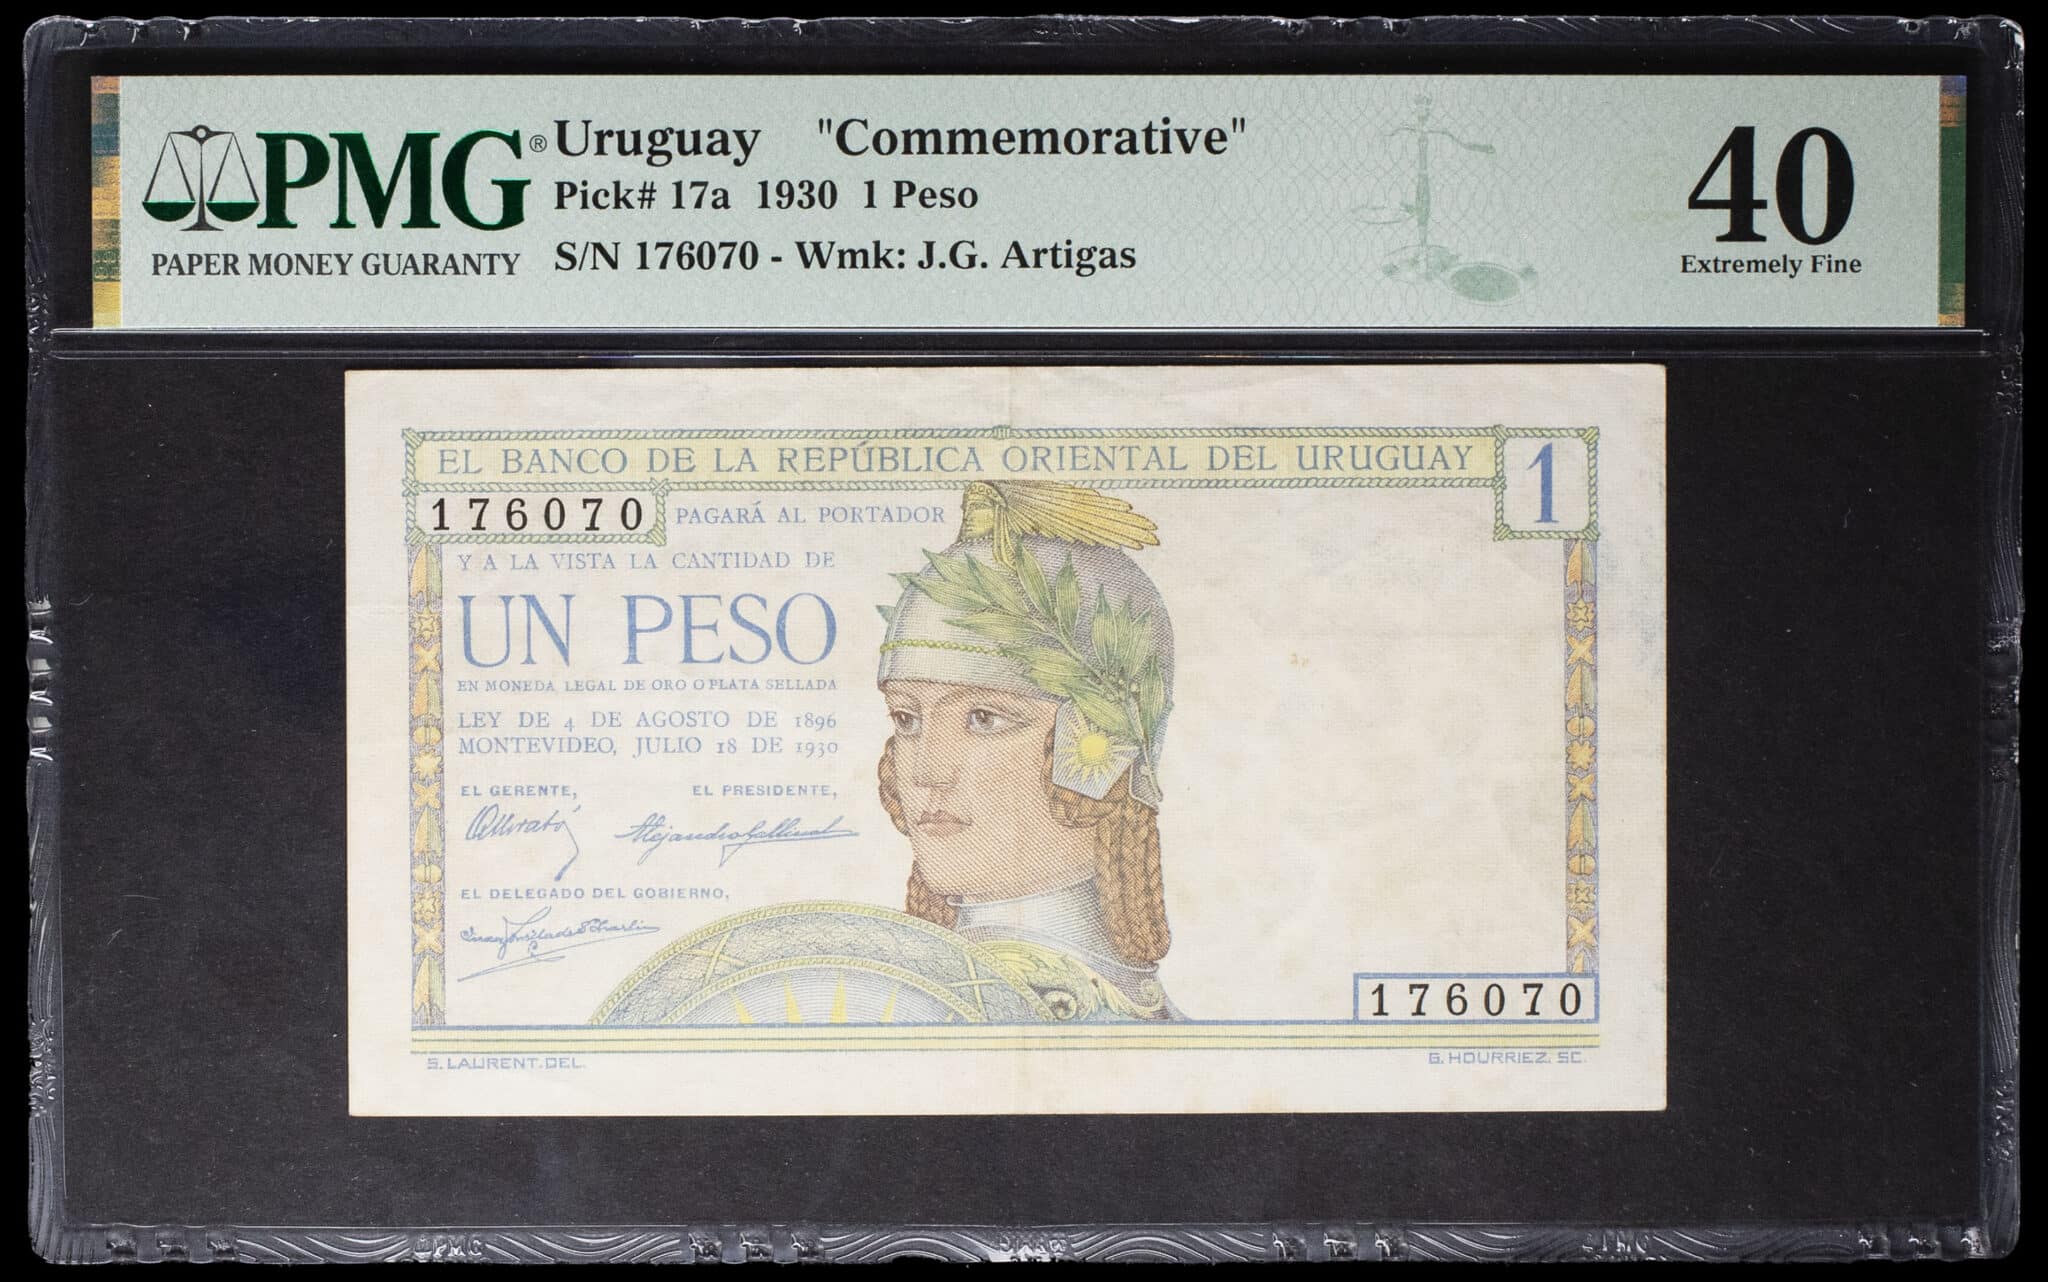 PMG®
PAPER MONEY GUARANTY
Uruguay "Commemorative"
Pick# 17a 1930 1 Peso
S/N 176070 - Wmk: J.G. Artigas
40
Extremely Fine
EL BANCO DE LA REPÚBLICA ORIENTAL DEL URUGUAY
1
176070
PAGARÁ AL PORTADOR
Y A LA VISTA LA CANTIDAD DE
UN PESO
EN MONEDA LEGAL DE ORO O PLATA SELLADA
LEY DE 4 DE AGOSTO DE 1896
MONTEVIDEO, JULIO 18 DE 1930
EL GERENTE, EL PRESIDENTE,
Alejandro Gallinal
EL DELEGADO DEL GOBIERNO,
176070
S. LAURENT. DEL. G. HOURRIEZ. SC.
PMG